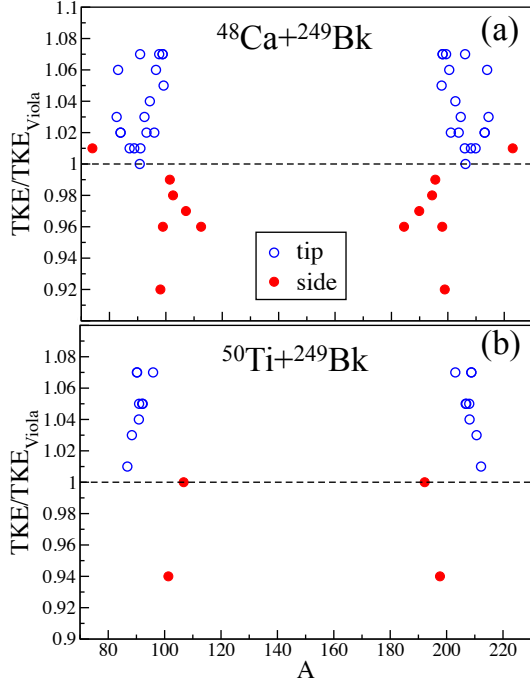 1.1
1.08
1.06
1.04
1.02
1
0.98
0.96
0.94
0.92
TKE/TKE_Viola
⁴⁸Ca+²⁴⁹Bk
(a)
tip
side
1.08
1.06
1.04
1.02
1
0.98
0.96
0.94
0.92
0.9
TKE/TKE_Viola
⁵⁰Ti+²⁴⁹Bk
(b)
80 100 120 140 160 180 200 220
A